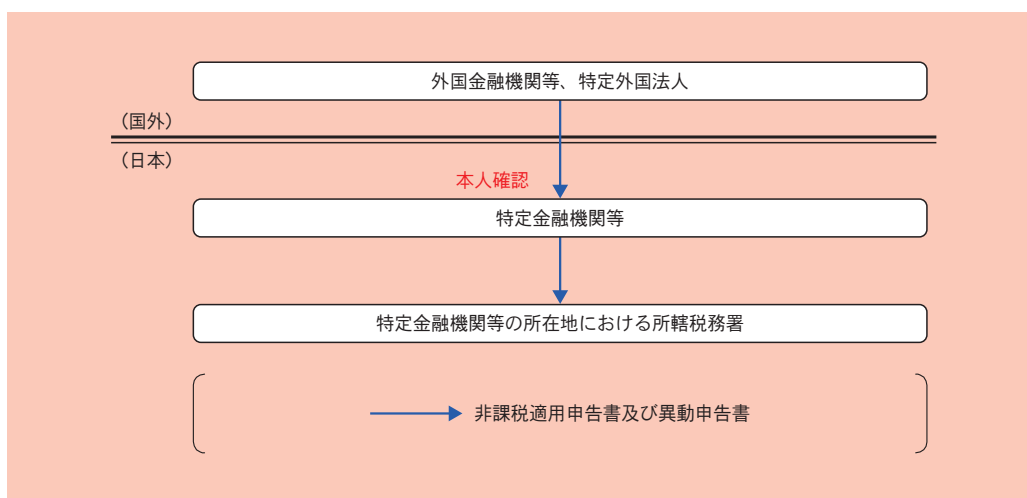 外国金融機関等、特定外国法人
（国外）
（日本）
本人確認
特定金融機関等
特定金融機関等の所在地における所轄税務署
非課税適用申告書及び異動申告書